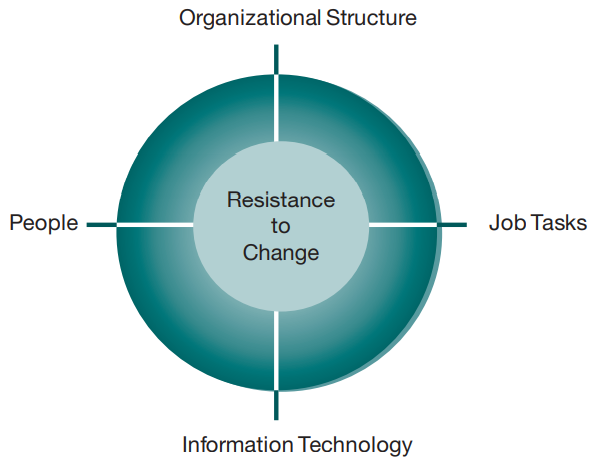 Organizational Structure
People
Resistance
to
Change
Job Tasks
Information Technology